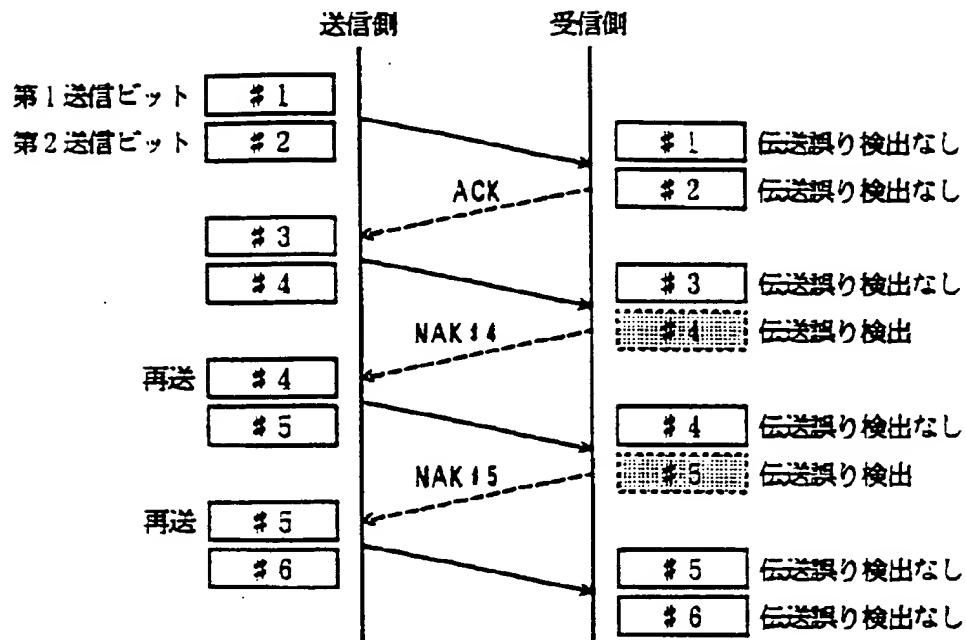 送信側 受信側
第1送信ビット #1
第2送信ビット #2
#1 伝送誤り検出なし
ACK #2 伝送誤り検出なし
#3
#4 #3 伝送誤り検出なし
NAK#4 #4 伝送誤り検出
再送 #4
#5 #4 伝送誤り検出なし
NAK#5 #5 伝送誤り検出
再送 #5
#6 #5 伝送誤り検出なし
#6 伝送誤り検出なし